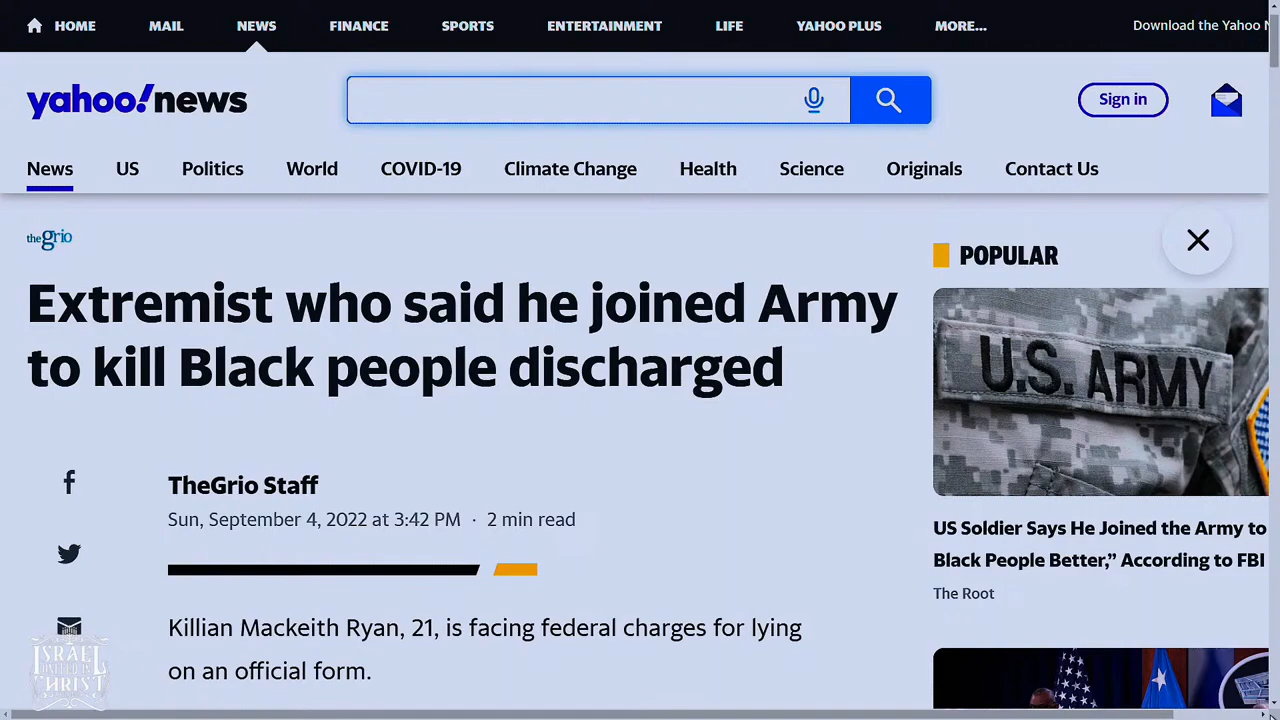 HOME MAIL NEWS FINANCE SPORTS ENTERTAINMENT LIFE YAHOO PLUS MORE... Download the Yahoo
yahoo!news
Sign in
News US Politics World COVID-19 Climate Change Health Science Originals Contact Us
thegrio
Extremist who said he joined Army
to kill Black people discharged
TheGrio Staff
Sun, September 4, 2022 at 3:42 PM · 2 min read
Killian Mackeith Ryan, 21, is facing federal charges for lying
on an official form.
POPULAR
U.S. ARMY
US Soldier Says He Joined the Army to
Black People Better,” According to FBI
The Root
ISRAEL
UNITED IN
CHRIST